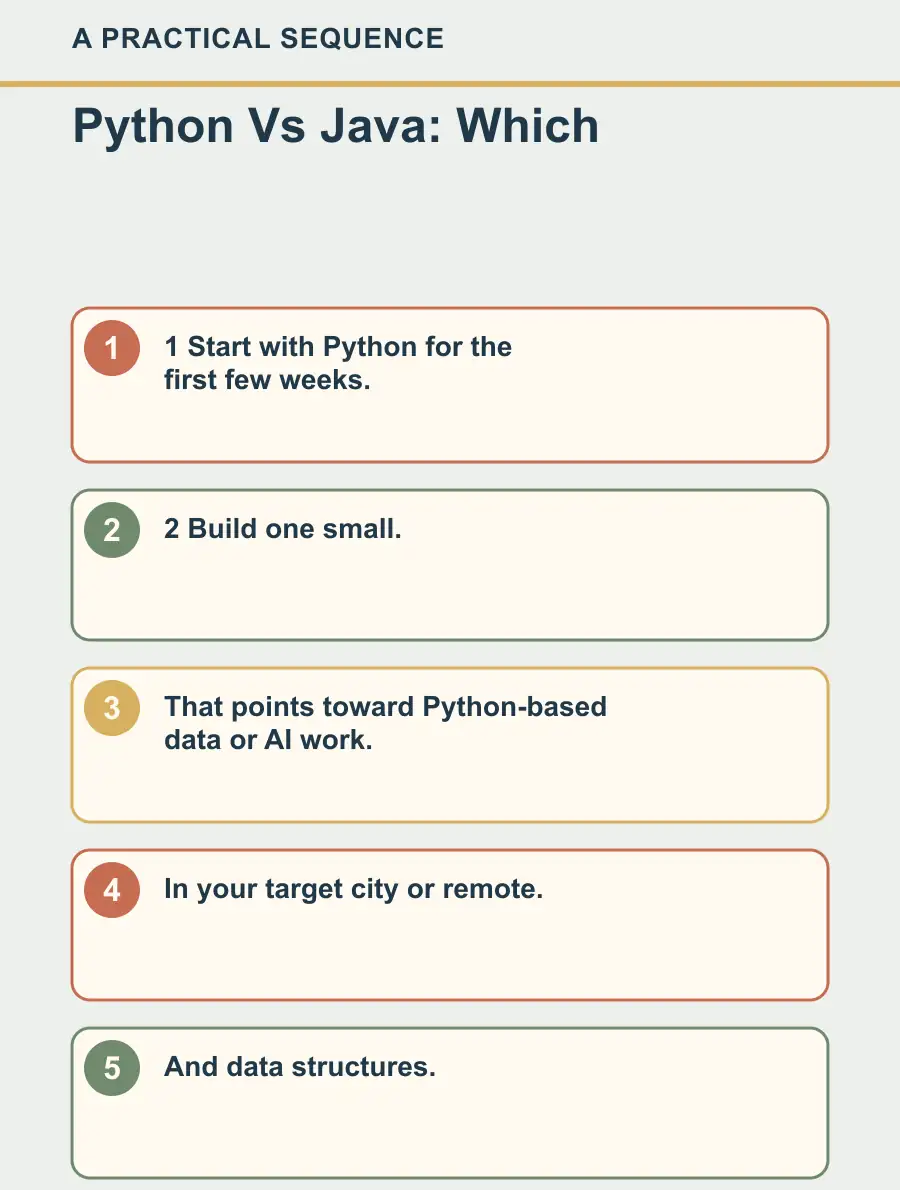 A PRACTICAL SEQUENCE
Python Vs Java: Which
1
1 Start with Python for the
first few weeks.
2
2 Build one small.
3
That points toward Python-based
data or AI work.
4
In your target city or remote.
5
And data structures.